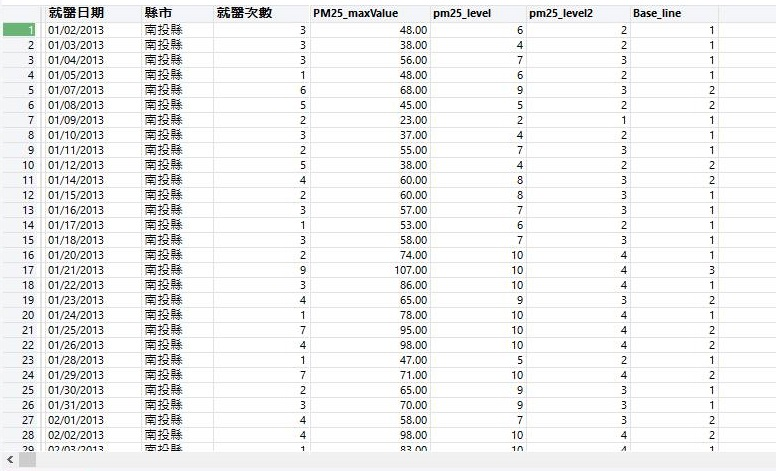 就醫日期 縣市 就醫次數 PM25_maxValue pm25_level pm25_level2 Base_line
1 01/02/2013 南投縣 3 48.00 6 2 1
2 01/03/2013 南投縣 3 38.00 4 2 1
3 01/04/2013 南投縣 3 56.00 7 3 1
4 01/05/2013 南投縣 1 48.00 6 2 1
5 01/07/2013 南投縣 6 68.00 9 3 2
6 01/08/2013 南投縣 5 45.00 5 2 2
7 01/09/2013 南投縣 2 23.00 2 1 1
8 01/10/2013 南投縣 3 37.00 4 2 1
9 01/11/2013 南投縣 2 55.00 7 3 1
10 01/12/2013 南投縣 5 38.00 4 2 2
11 01/14/2013 南投縣 4 60.00 8 3 2
12 01/15/2013 南投縣 2 60.00 8 3 1
13 01/16/2013 南投縣 3 57.00 7 3 1
14 01/17/2013 南投縣 1 53.00 6 2 1
15 01/18/2013 南投縣 3 58.00 7 3 1
16 01/20/2013 南投縣 2 74.00 10 4 1
17 01/21/2013 南投縣 9 107.00 10 4 3
18 01/22/2013 南投縣 3 86.00 10 4 1
19 01/23/2013 南投縣 4 65.00 9 3 2
20 01/24/2013 南投縣 1 78.00 10 4 1
21 01/25/2013 南投縣 7 95.00 10 4 2
22 01/26/2013 南投縣 4 98.00 10 4 2
23 01/28/2013 南投縣 1 47.00 5 2 1
24 01/29/2013 南投縣 7 71.00 10 4 2
25 01/30/2013 南投縣 2 65.00 9 3 1
26 01/31/2013 南投縣 3 70.00 9 3 1
27 02/01/2013 南投縣 4 58.00 7 3 2
28 02/02/2013 南投縣 4 98.00 10 4 2
29 02/03/2013 南投縣 1 83.00 10 4 1